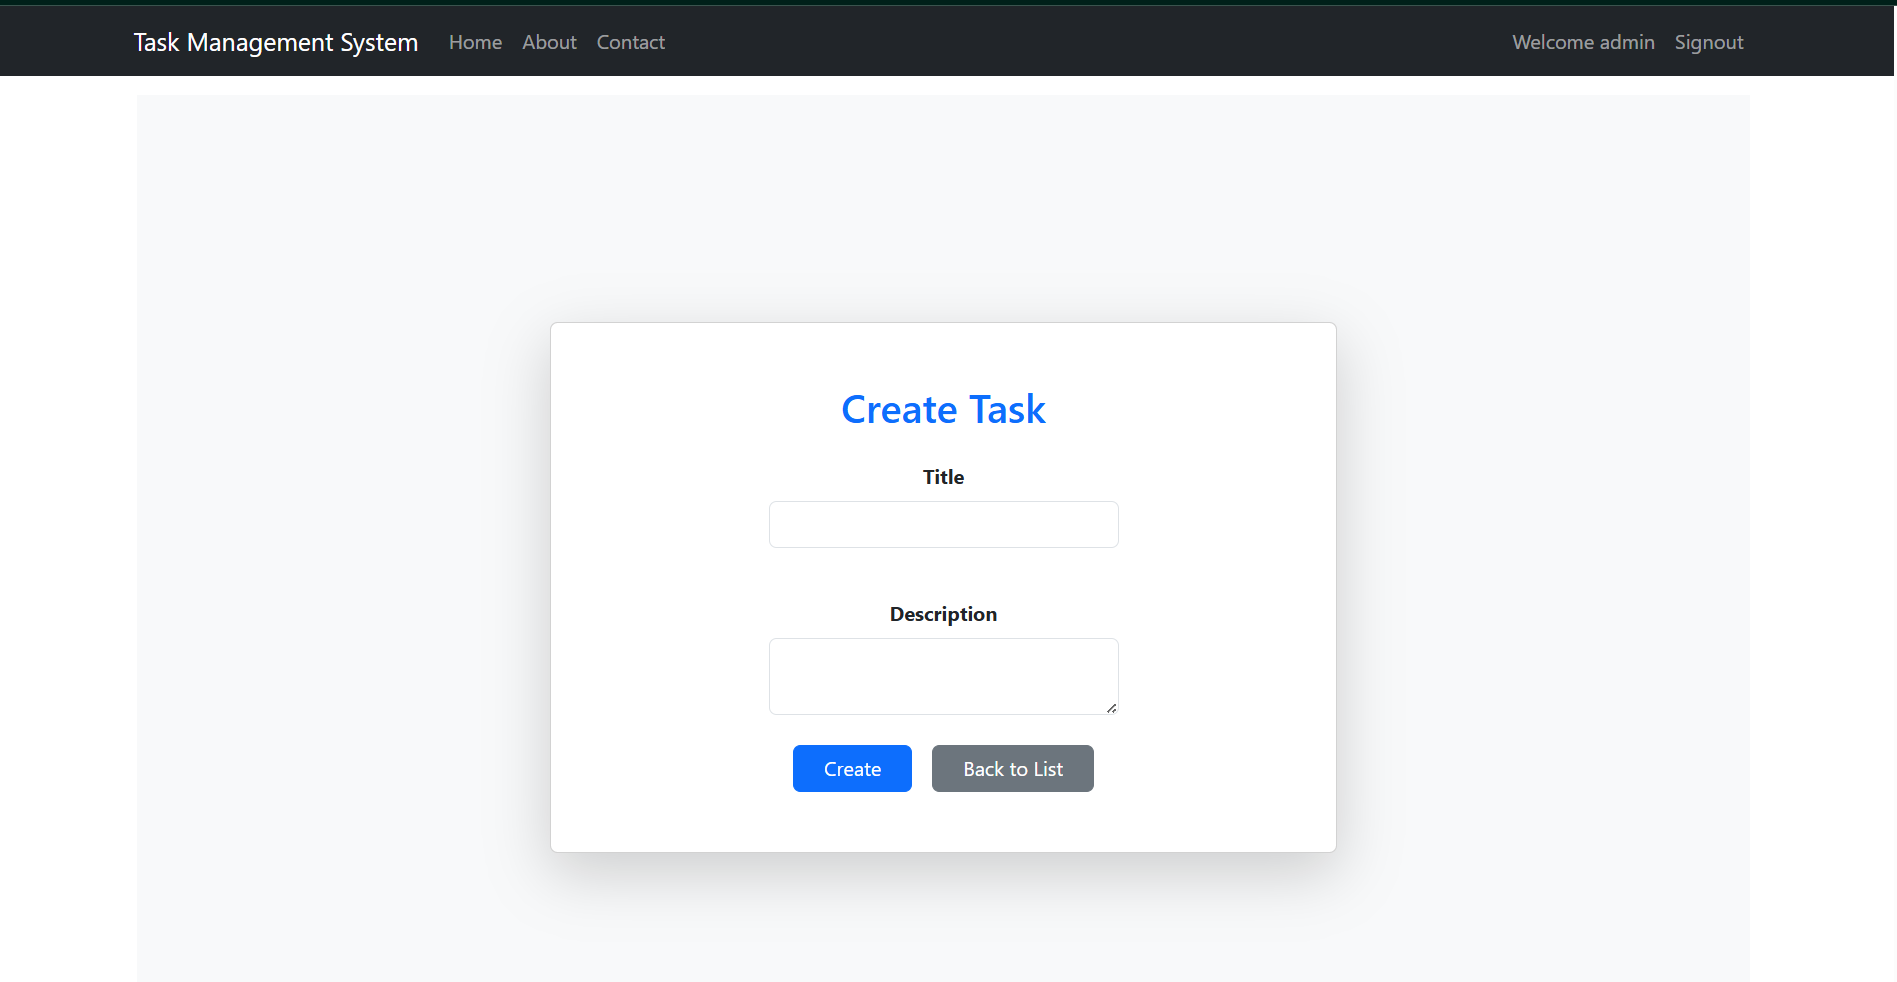 Task Management System Home About Contact Welcome admin Signout
Create Task
Title
Description
Create Back to List